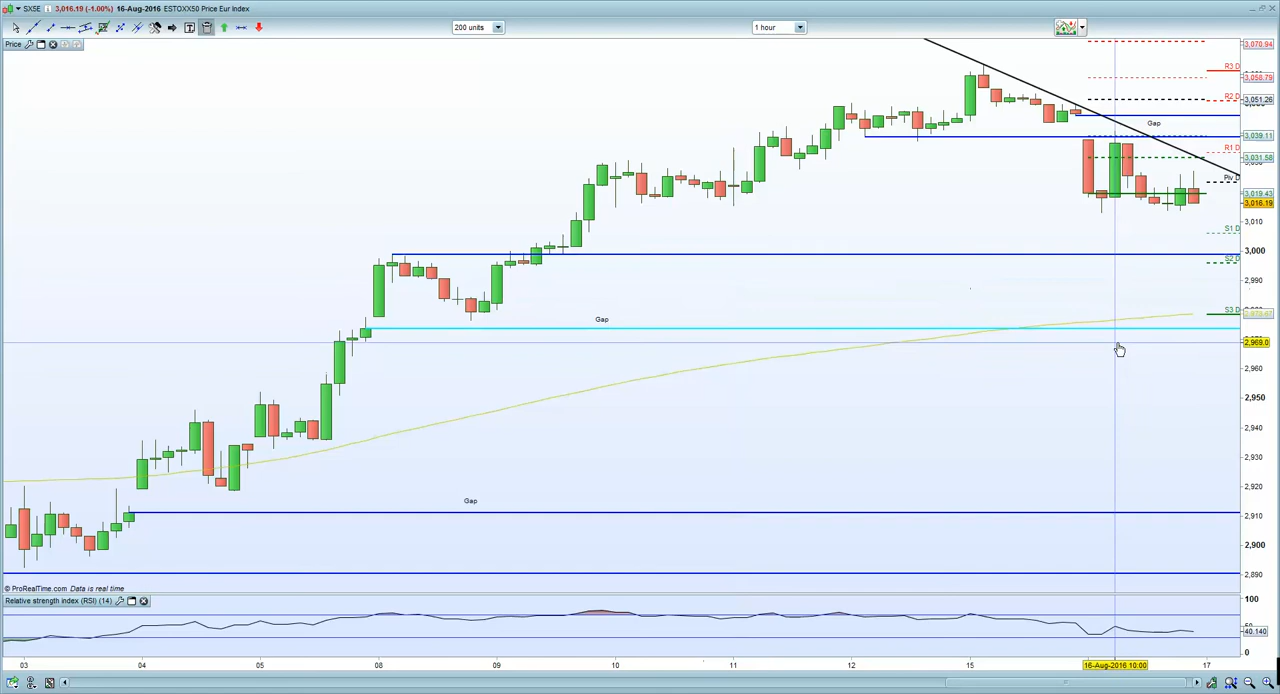 SX5E 3,016.19 (-1.00%) 16-Aug-2016 ESTOXX50 Price Eur Index
200 units
1 hour
Price
3,070.94
R3 D
3,058.79
R2 D
3,051.26
Gap
3,039.11
R1 D
3,031.58
Piv D
3,019.43
3,016.19
3,010
S1 D
3,000
S2 D
2,990
S3 D
Gap
2,969.0
2,960
2,950
2,940
2,930
2,920
Gap
2,910
2,900
2,890
© ProRealTime.com Data is real time
Relative strength index (RSI) (14)
100
40.140
0
03 04 05 08 09 10 11 12 15 16-Aug-2016 10:00 17